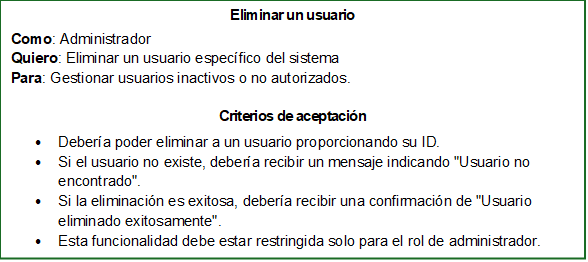 Eliminar un usuario
Como: Administrador
Quiero: Eliminar un usuario específico del sistema
Para: Gestionar usuarios inactivos o no autorizados.
Criterios de aceptación
• Debería poder eliminar a un usuario proporcionando su ID.
• Si el usuario no existe, debería recibir un mensaje indicando "Usuario no
encontrado".
• Si la eliminación es exitosa, debería recibir una confirmación de "Usuario
eliminado exitosamente".
• Esta funcionalidad debe estar restringida solo para el rol de administrador.